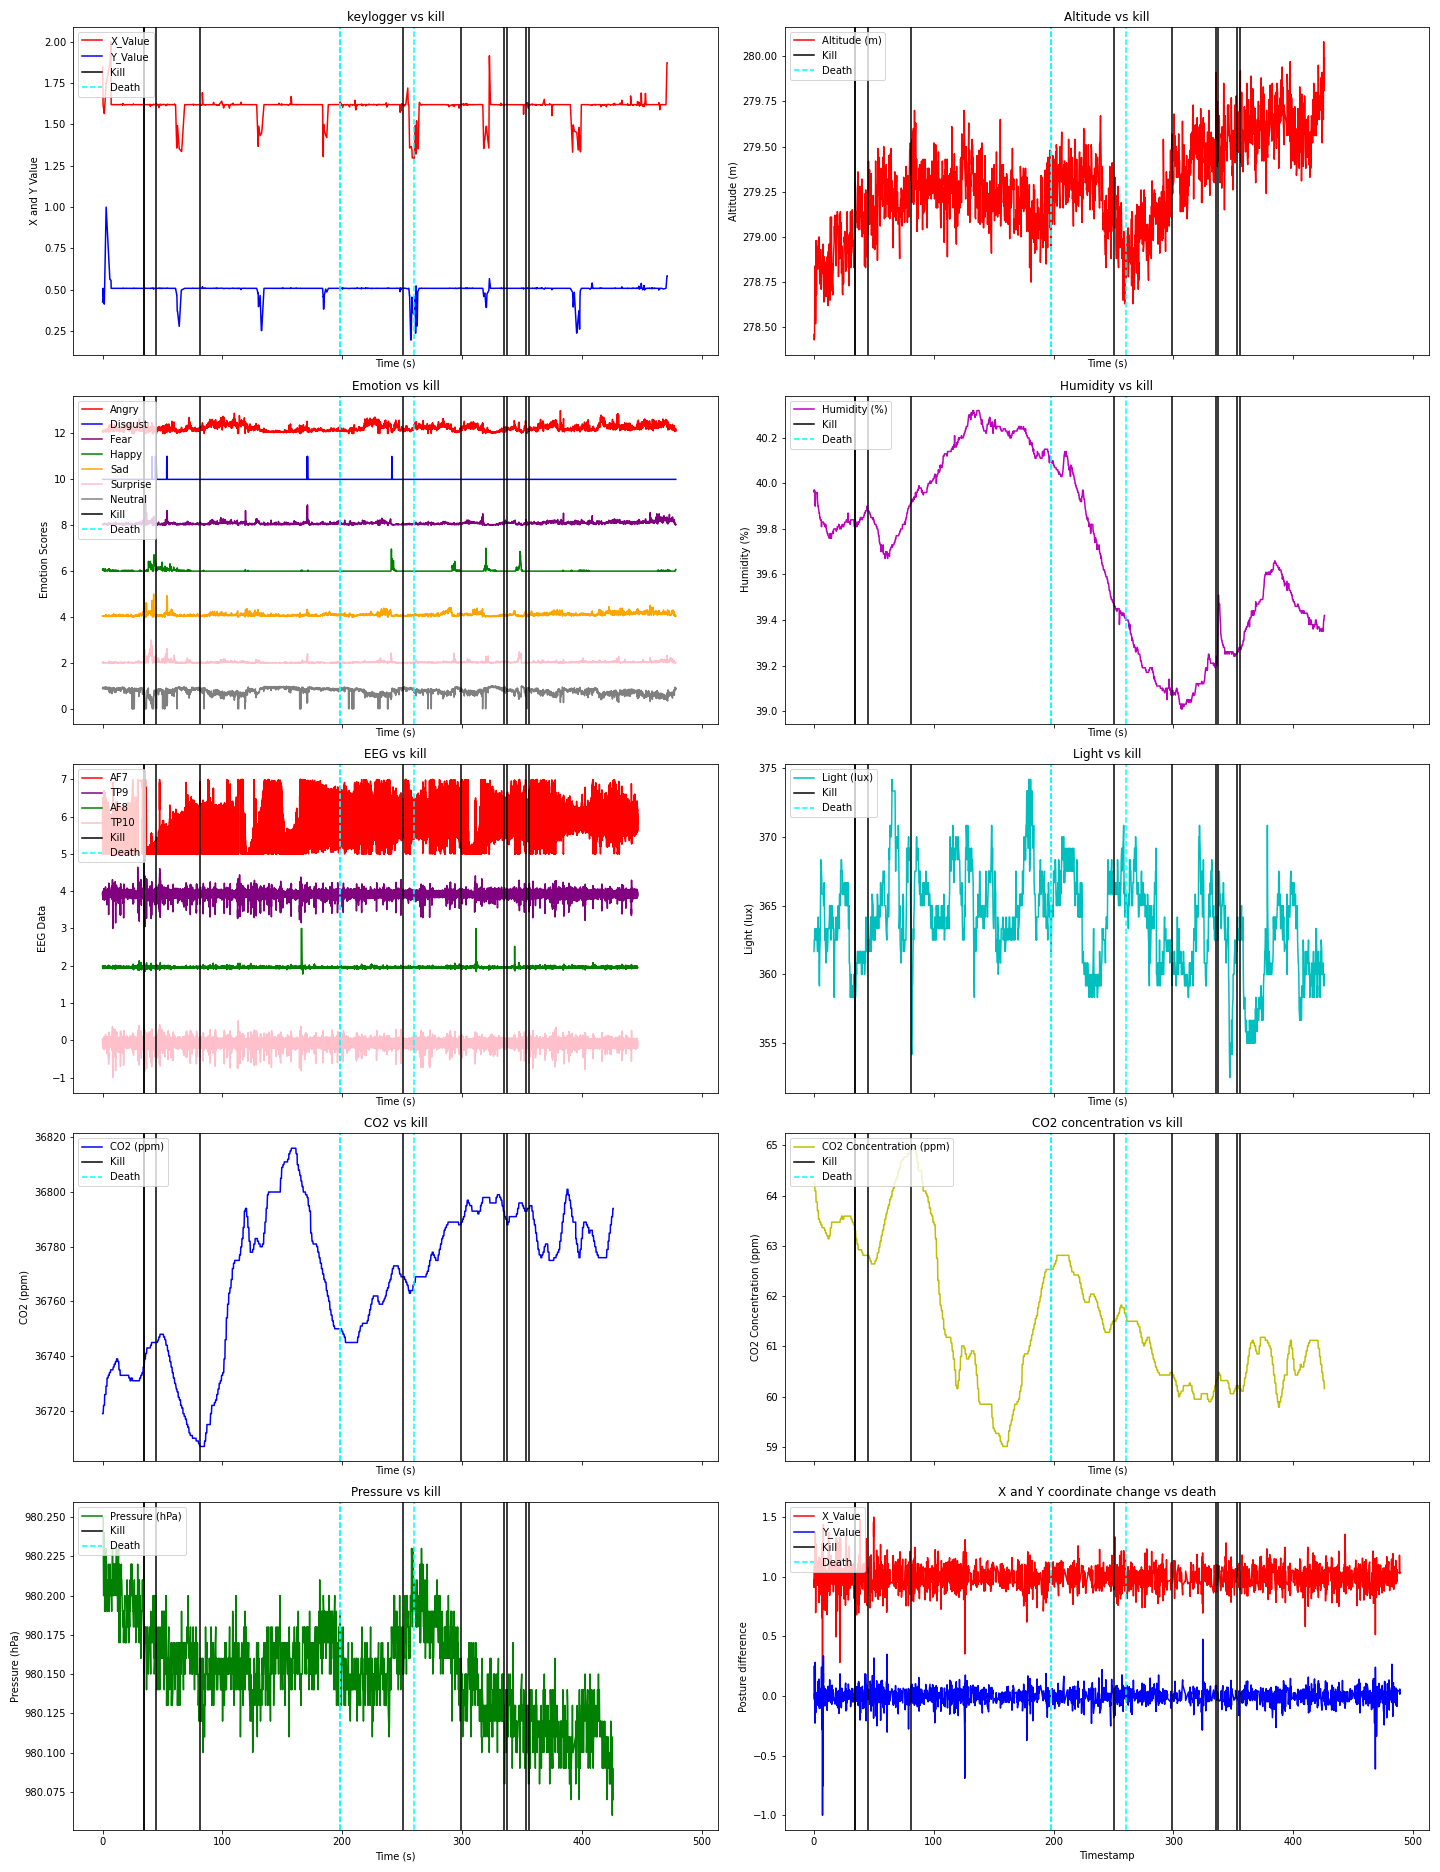 keylogger vs kill
X and Y Value
2.00
1.75
1.50
1.25
1.00
0.75
0.50
0.25
X_Value
Y_Value
Kill
Death
Time (s)
Altitude vs kill
Altitude (m)
280.00
279.75
279.50
279.25
279.00
278.75
278.50
Altitude (m)
Kill
Death
Time (s)
Emotion vs kill
Emotion Scores
12
10
8
6
4
2
0
Angry
Disgust
Fear
Happy
Sad
Surprise
Neutral
Kill
Death
Time (s)
Humidity vs kill
Humidity (%)
40.2
40.0
39.8
39.6
39.4
39.2
39.0
Humidity (%)
Kill
Death
Time (s)
EEG vs kill
EEG Data
7
6
5
4
3
2
1
0
−1
AF7
TP9
AF8
TP10
Kill
Death
Time (s)
Light vs kill
Light (lux)
375
370
365
360
355
Light (lux)
Kill
Death
Time (s)
CO2 vs kill
CO2 (ppm)
36820
36800
36780
36760
36740
36720
CO2 (ppm)
Kill
Death
Time (s)
CO2 concentration vs kill
CO2 Concentration (ppm)
65
64
63
62
61
60
59
CO2 Concentration (ppm)
Kill
Death
Time (s)
Pressure vs kill
Pressure (hPa)
980.250
980.225
980.200
980.175
980.150
980.125
980.100
980.075
Pressure (hPa)
Kill
Death
0 100 200 300 400 500
Time (s)
X and Y coordinate change vs death
Posture difference
1.5
1.0
0.5
0.0
−0.5
−1.0
X_Value
Y_Value
Kill
Death
0 100 200 300 400 500
Timestamp